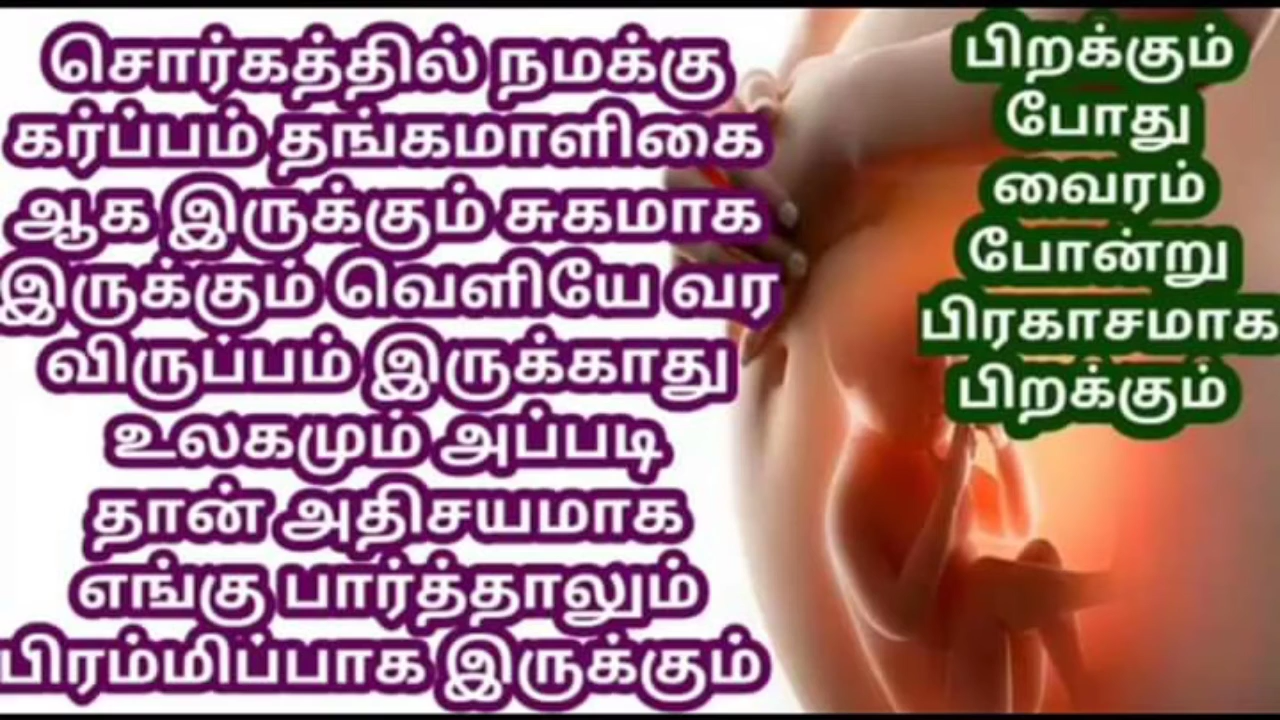 சொர்கத்தில் நமக்கு
கர்ப்பம் தங்கமாளிகை
ஆக இருக்கும் சுகமாக
இருக்கும் வெளியே வர
விருப்பம் இருக்காது
உலகமும் அப்படி
தான் அதிசயமாக
எங்கு பார்த்தாலும்
பிரம்மிப்பாக இருக்கும்
பிறக்கும்
போது
வைரம்
போன்று
பிரகாசமாக
பிறக்கும்